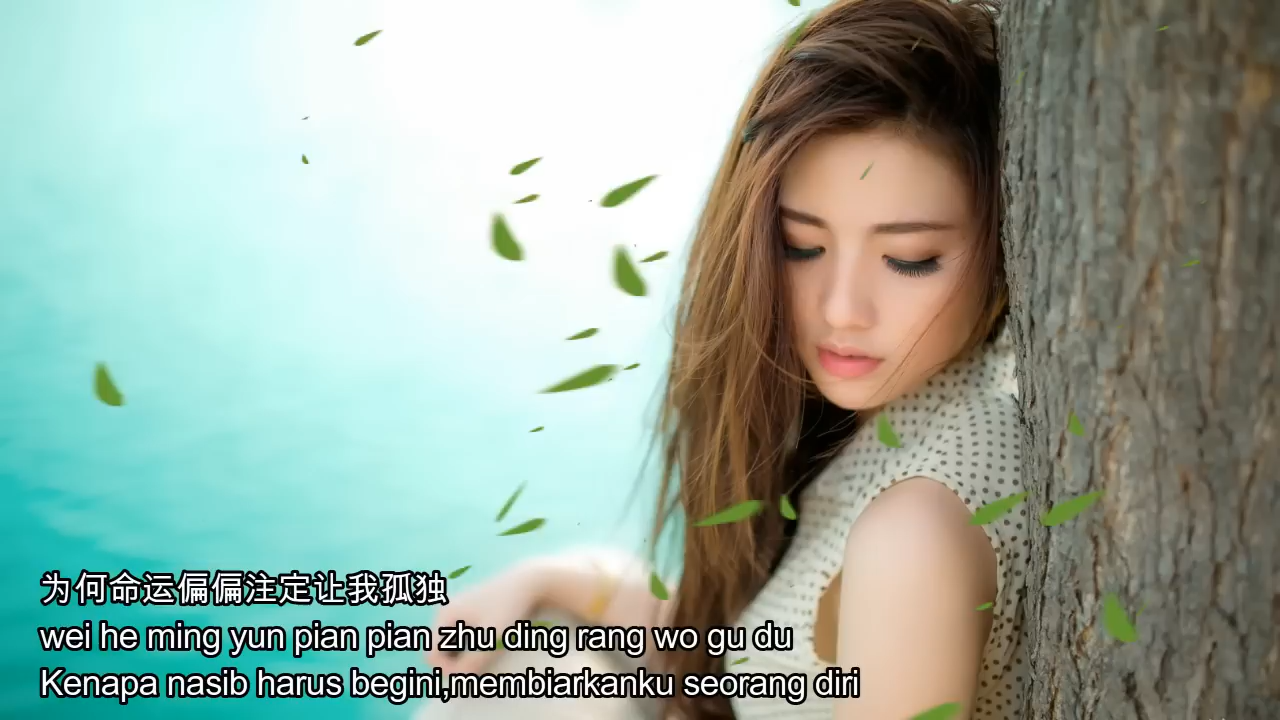 为何命运偏偏注定让我孤独
wei he ming yun pian pian zhu ding rang wo gu du
Kenapa nasib harus begini,membiarkanku seorang diri